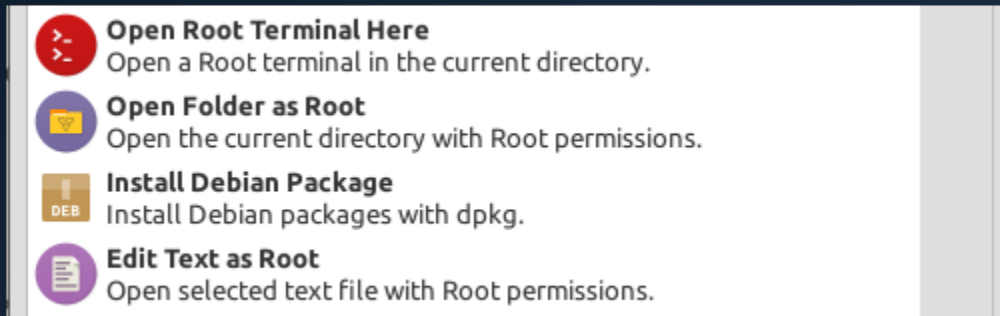 Open Root Terminal Here
Open a Root terminal in the current directory.
Open Folder as Root
Open the current directory with Root permissions.
Install Debian Package
DEB
Install Debian packages with dpkg.
Edit Text as Root
Open selected text file with Root permissions.